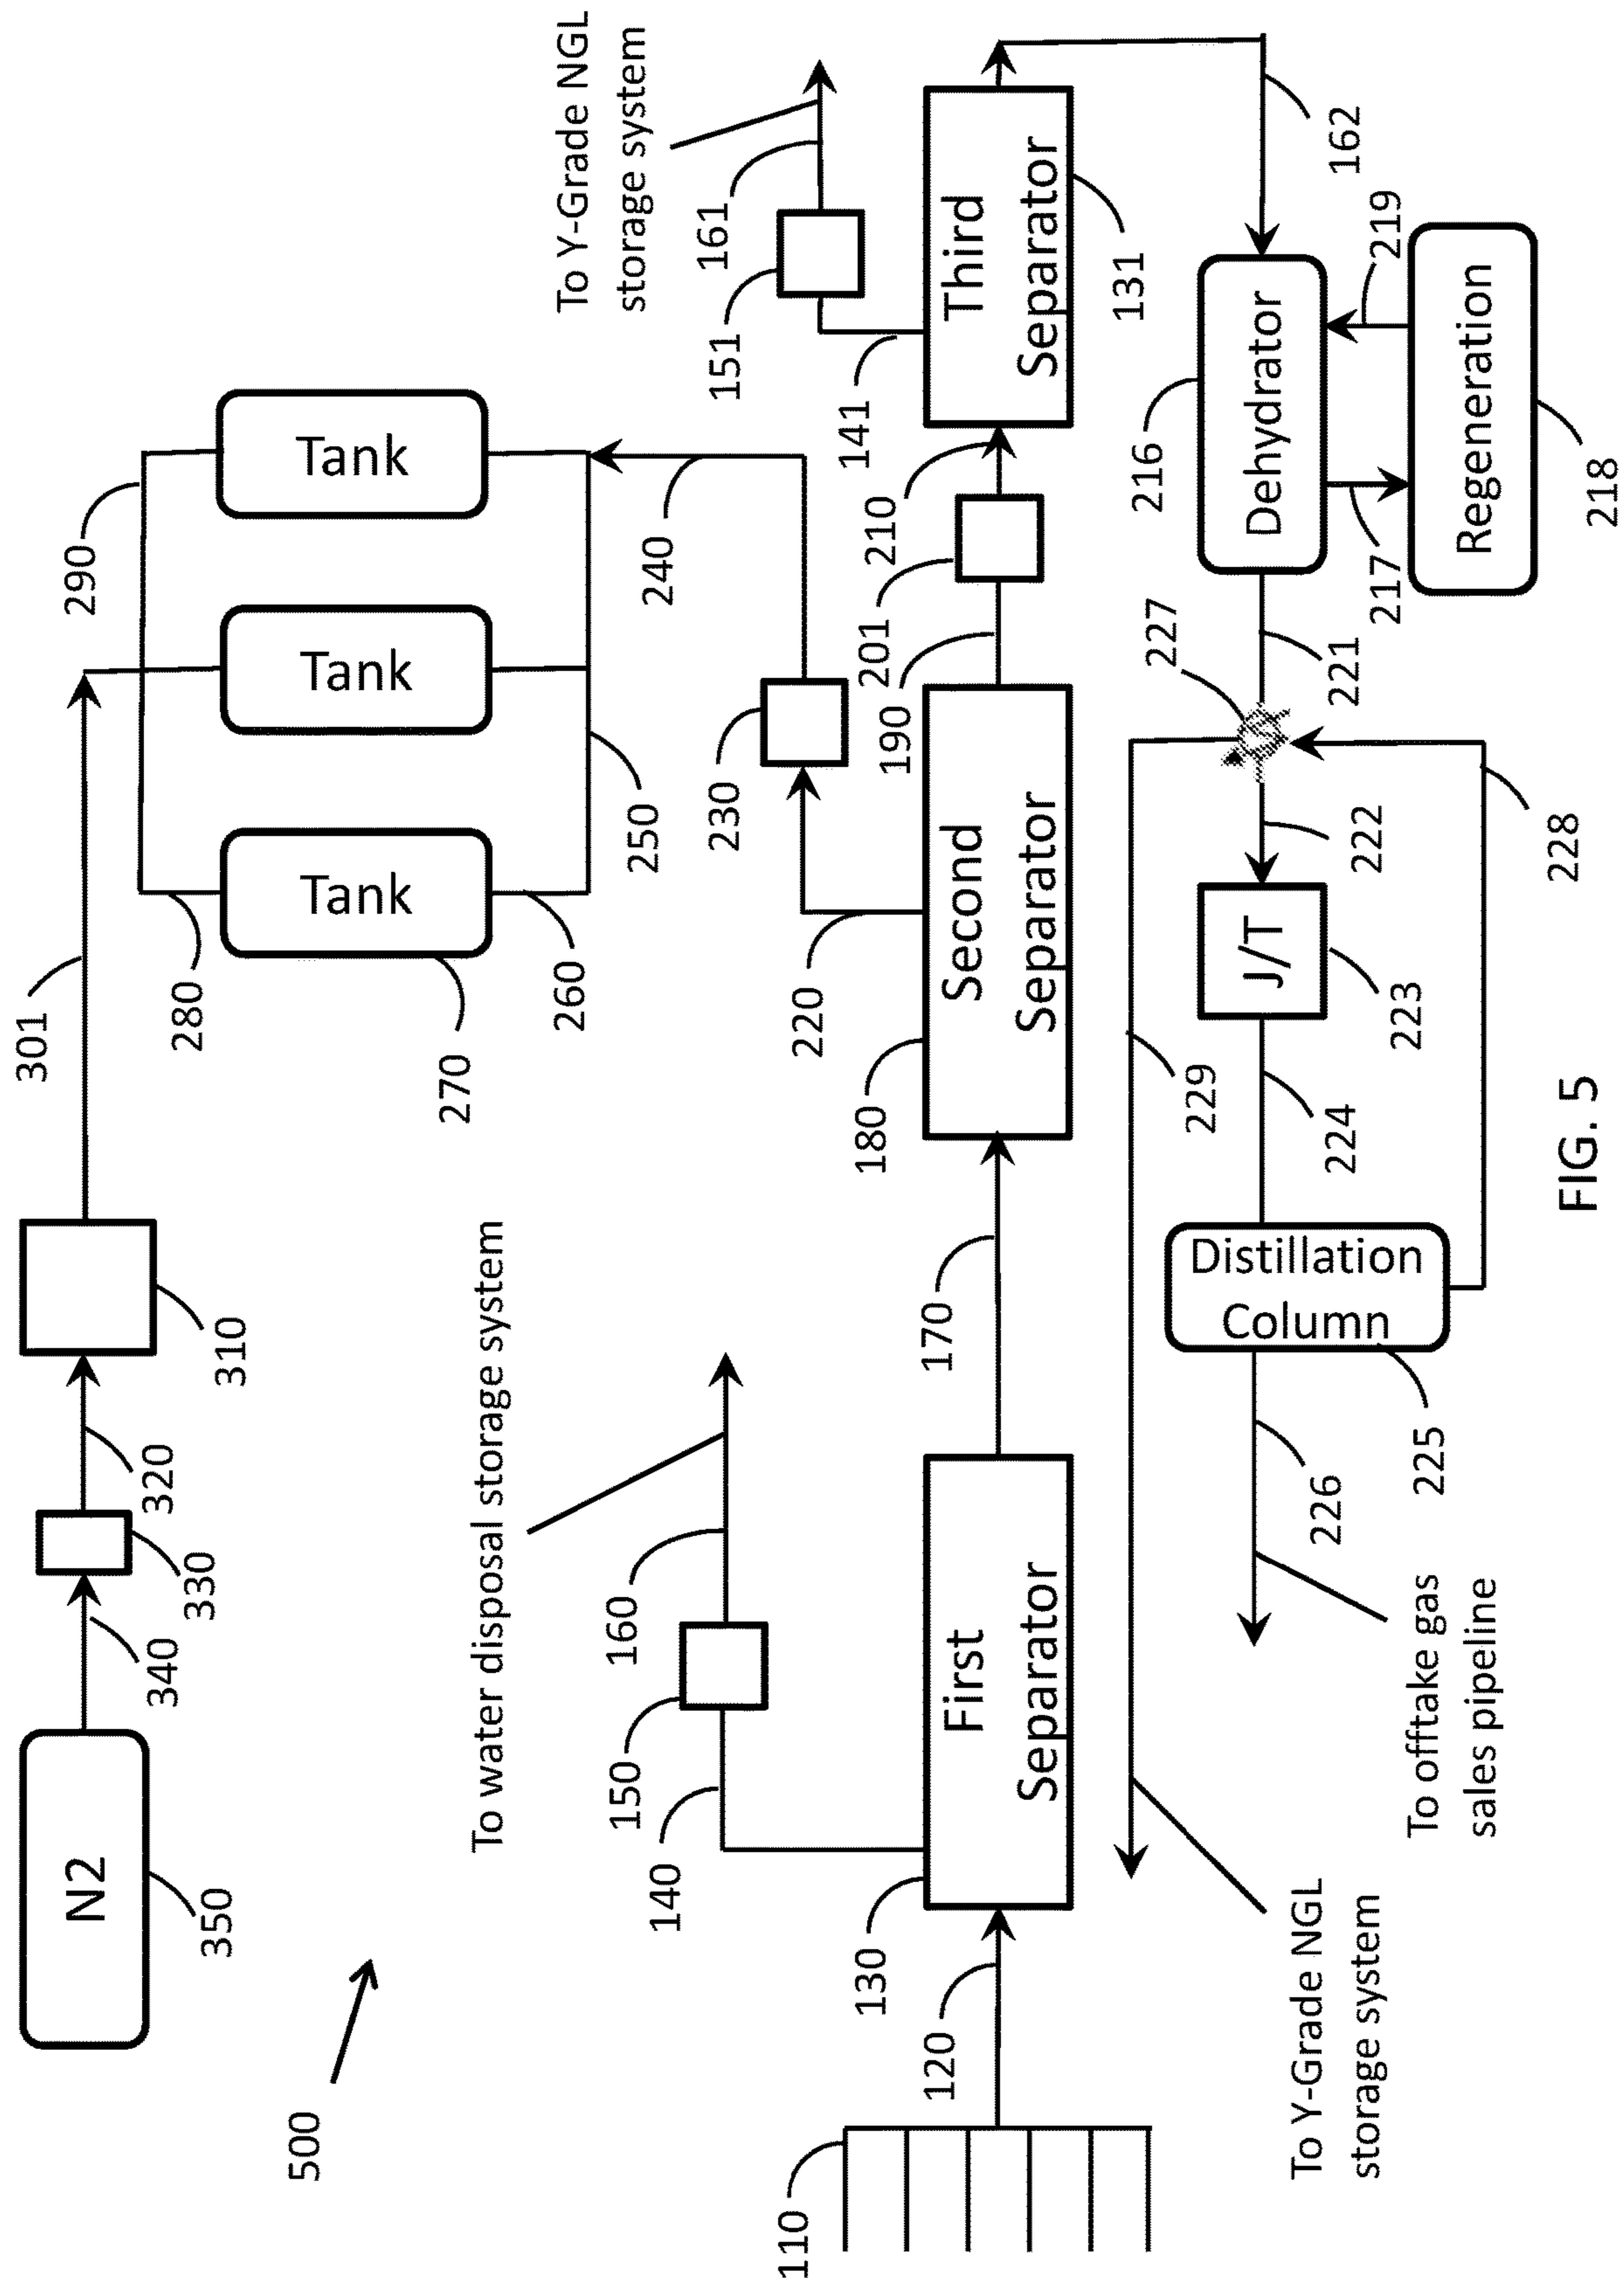 N2
350
340
330
320
310
301
290
280
270
260
250
Tank
Tank
Tank
240
230
220
500
To water disposal storage system
160
150
140
To Y-Grade NGL
storage system
161
151
141
110
120
130
First
Separator
170
180
Second
Separator
190
201
210
Third
Separator
131
162
Dehydrator
216
217
219
Regeneration
218
221
227
222
228
J/T
223
224
229
Distillation
Column
225
226
To offtake gas
sales pipeline
To Y-Grade NGL
storage system
FIG. 5